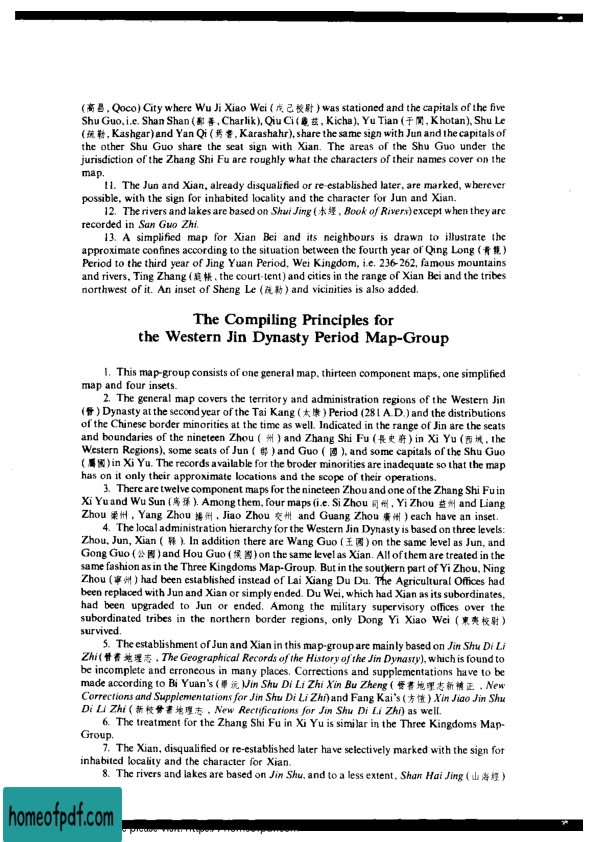 (高昌, Qoco) City where Wu Ji Xiao Wei (戊己校尉) was stationed and the capitals of the five
Shu Guo, i.e. Shan Shan (鄯善, Charlik), Qiu Ci (龜茲, Kicha), Yu Tian (于闐, Khotan), Shu Le
(疏勒, Kashgar) and Yan Qi (焉耆, Karashahr), share the same sign with Jun and the capitals of
the other Shu Guo share the seat sign with Xian. The areas of the Shu Guo under the
jurisdiction of the Zhang Shi Fu are roughly what the characters of their names cover on the
map.
11. The Jun and Xian, already disqualified or re-established later, are marked, wherever
possible, with the sign for inhabited locality and the character for Jun and Xian.
12. The rivers and lakes are based on Shui Jing (水經, Book of Rivers) except when they are
recorded in San Guo Zhi.
13. A simplified map for Xian Bei and its neighbours is drawn to illustrate the
approximate confines according to the situation between the fourth year of Qing Long (青龍)
Period to the third year of Jing Yuan Period, Wei Kingdom, i.e. 236-262, famous mountains
and rivers, Ting Zhang (庭帳, the court-tent) and cities in the range of Xian Bei and the tribes
northwest of it. An inset of Sheng Le (疏勒) and vicinities is also added.
The Compiling Principles for
the Western Jin Dynasty Period Map-Group
1. This map-group consists of one general map, thirteen component maps, one simplified
map and four insets.
2. The general map covers the territory and administration regions of the Western Jin
(晉) Dynasty at the second year of the Tai Kang (太康) Period (281 A.D.) and the distributions
of the Chinese border minorities at the time as well. Indicated in the range of Jin are the seats
and boundaries of the nineteen Zhou (州) and Zhang Shi Fu (長史府) in Xi Yu (西域, the
Western Regions), some seats of Jun (郡) and Guo (國), and some capitals of the Shu Guo
(屬國) in Xi Yu. The records available for the broder minorities are inadequate so that the map
has on it only their approximate locations and the scope of their operations.
3. There are twelve component maps for the nineteen Zhou and one of the Zhang Shi Fu in
Xi Yu and Wu Sun (烏孫). Among them, four maps (i.e. Si Zhou 司州, Yi Zhou 益州 and Liang
Zhou 梁州, Yang Zhou 揚州, Jiao Zhou 交州 and Guang Zhou 廣州) each have an inset.
4. The local administration hierarchy for the Western Jin Dynasty is based on three levels:
Zhou, Jun, Xian (縣). In addition there are Wang Guo (王國) on the same level as Jun, and
Gong Guo (公國) and Hou Guo (侯國) on the same level as Xian. All of them are treated in the
same fashion as in the Three Kingdoms Map-Group. But in the southern part of Yi Zhou, Ning
Zhou (寧州) had been established instead of Lai Xiang Du Du. The Agricultural Offices had
been replaced with Jun and Xian or simply ended. Du Wei, which had Xian as its subordinates,
had been upgraded to Jun or ended. Among the military supervisory offices over the
subordinated tribes in the northern border regions, only Dong Yi Xiao Wei (東夷校尉)
survived.
5. The establishment of Jun and Xian in this map-group are mainly based on Jin Shu Di Li
Zhi (晉書地理志, The Geographical Records of the History of the Jin Dynasty), which is found to
be incomplete and erroneous in many places. Corrections and supplementations have to be
made according to Bi Yuan's (畢沅) Jin Shu Di Li Zhi Xin Bu Zheng (晉書地理志新補正, New
Corrections and Supplementations for Jin Shu Di Li Zhi) and Fang Kai's (方愷) Xin Jiao Jin Shu
Di Li Zhi (新校晉書地理志, New Rectifications for Jin Shu Di Li Zhi) as well.
6. The treatment for the Zhang Shi Fu in Xi Yu is similar in the Three Kingdoms Map-
Group.
7. The Xian, disqualified or re-established later have selectively marked with the sign for
inhabited locality and the character for Xian.
8. The rivers and lakes are based on Jin Shu, and to a less extent, Shan Hai Jing (山海經)
homeofpdf.com
please visit: https://homeofpdf.com